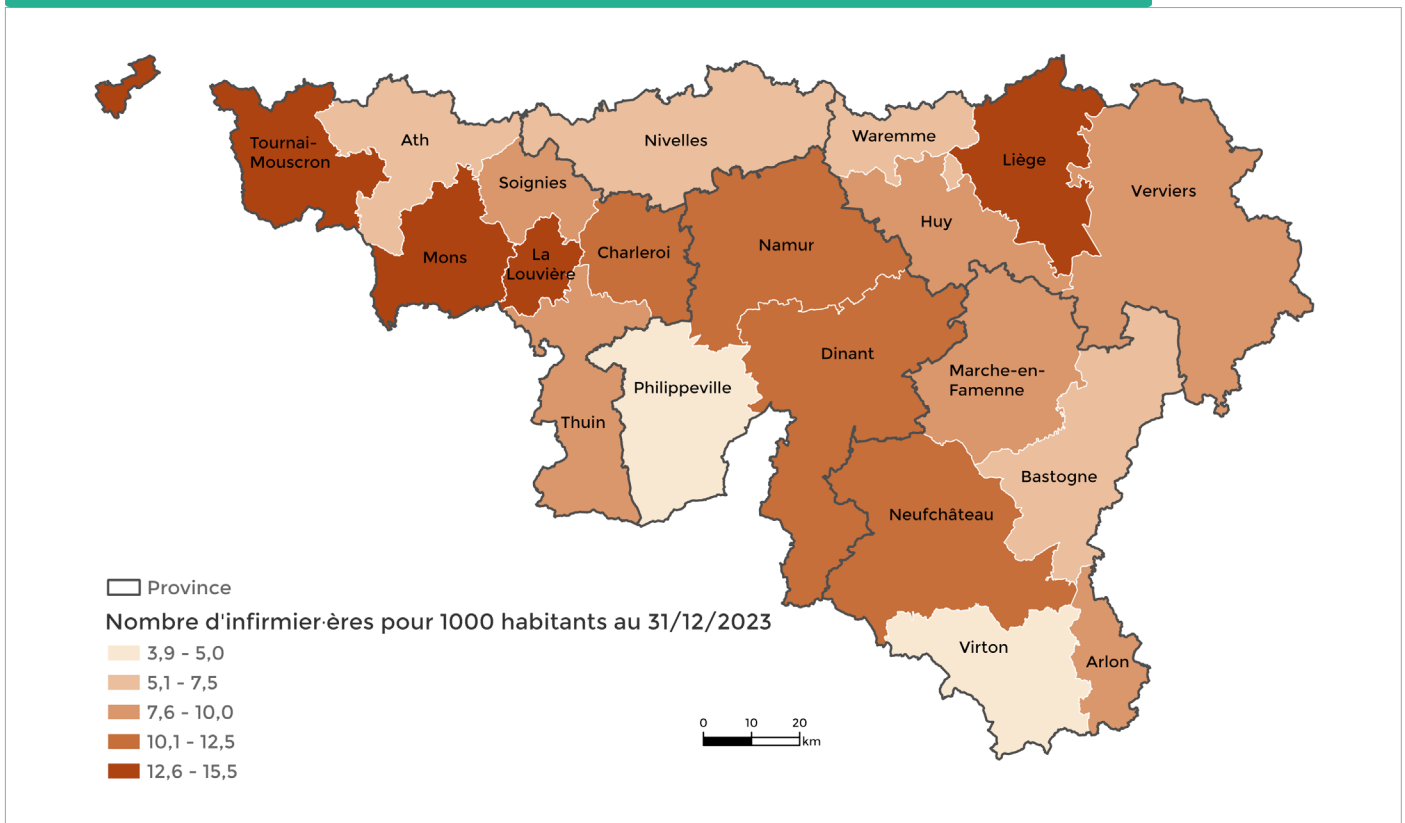 Tournai-
Mouscron
Ath
Nivelles
Waremme
Liège
Verviers
Soignies
Huy
Mons
La
Louvière
Charleroi
Namur
Dinant
Marche-en-
Famenne
Philippeville
Thuin
Bastogne
Neufchâteau
Virton
Arlon
Province
Nombre d'infirmier·ères pour 1000 habitants au 31/12/2023
3,9 - 5,0
5,1 - 7,5
7,6 - 10,0
10,1 - 12,5
12,6 - 15,5
0 10 20
km